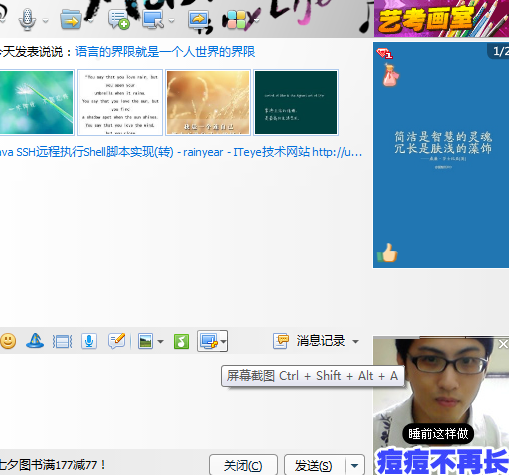 艺考画室
今天发表说说：语言的界限就是一个人世界的界限
1/2
1
"You say that you love rain, but
you open your
umbrella when it rains.
You say that you love the sun, but
you find
a shadow spot when the sun shines.
You say that you love the wind,
But you close
我是一个谜自己
简洁是智慧的灵魂
冗长是肤浅的藻饰
ava SSH远程执行Shell脚本实现(转) - rainyear - ITeye技术网站 http://u...
消息记录
屏幕截图 Ctrl + Shift + Alt + A
睡前这样做
痘痘不再长
七夕图书满177减77！
关闭(C)
发送(S)